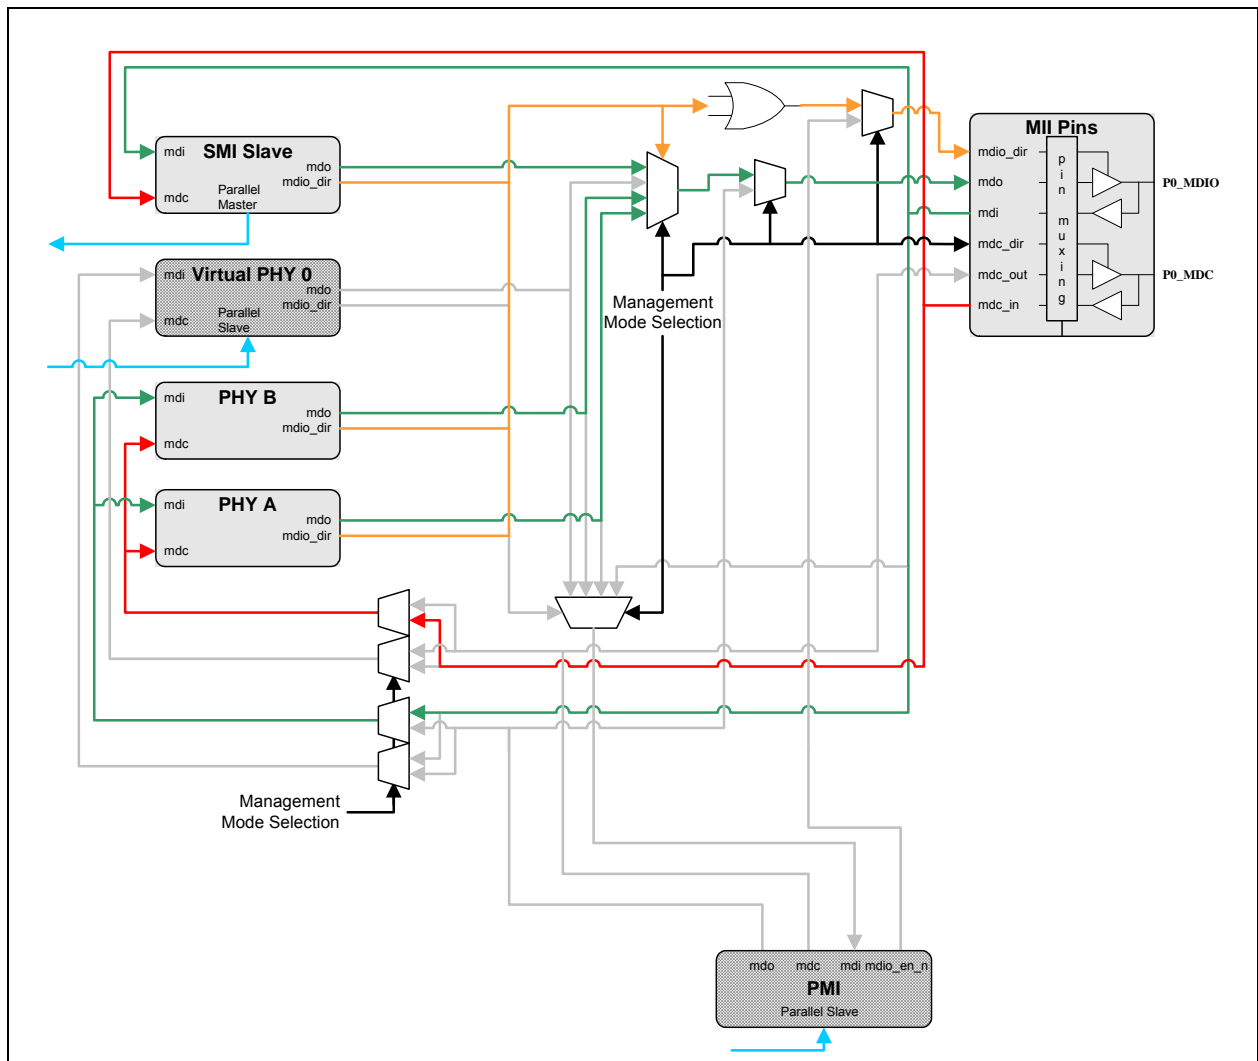 SMI Slave
mdi
mdo
mdio_dir
mdc
Parallel
Master
Virtual PHY 0
mdi
mdo
mdio_dir
mdc
Parallel
Slave
PHY B
mdi
mdo
mdio_dir
mdc
PHY A
mdi
mdo
mdio_dir
mdc
Management
Mode Selection
Management
Mode Selection
MII Pins
mdio_dir
mdo
mdi
mdc_dir
mdc_out
mdc_in
pin muxing
P0_MDIO
P0_MDC
mdo mdc mdi mdio_en_n
PMI
Parallel Slave